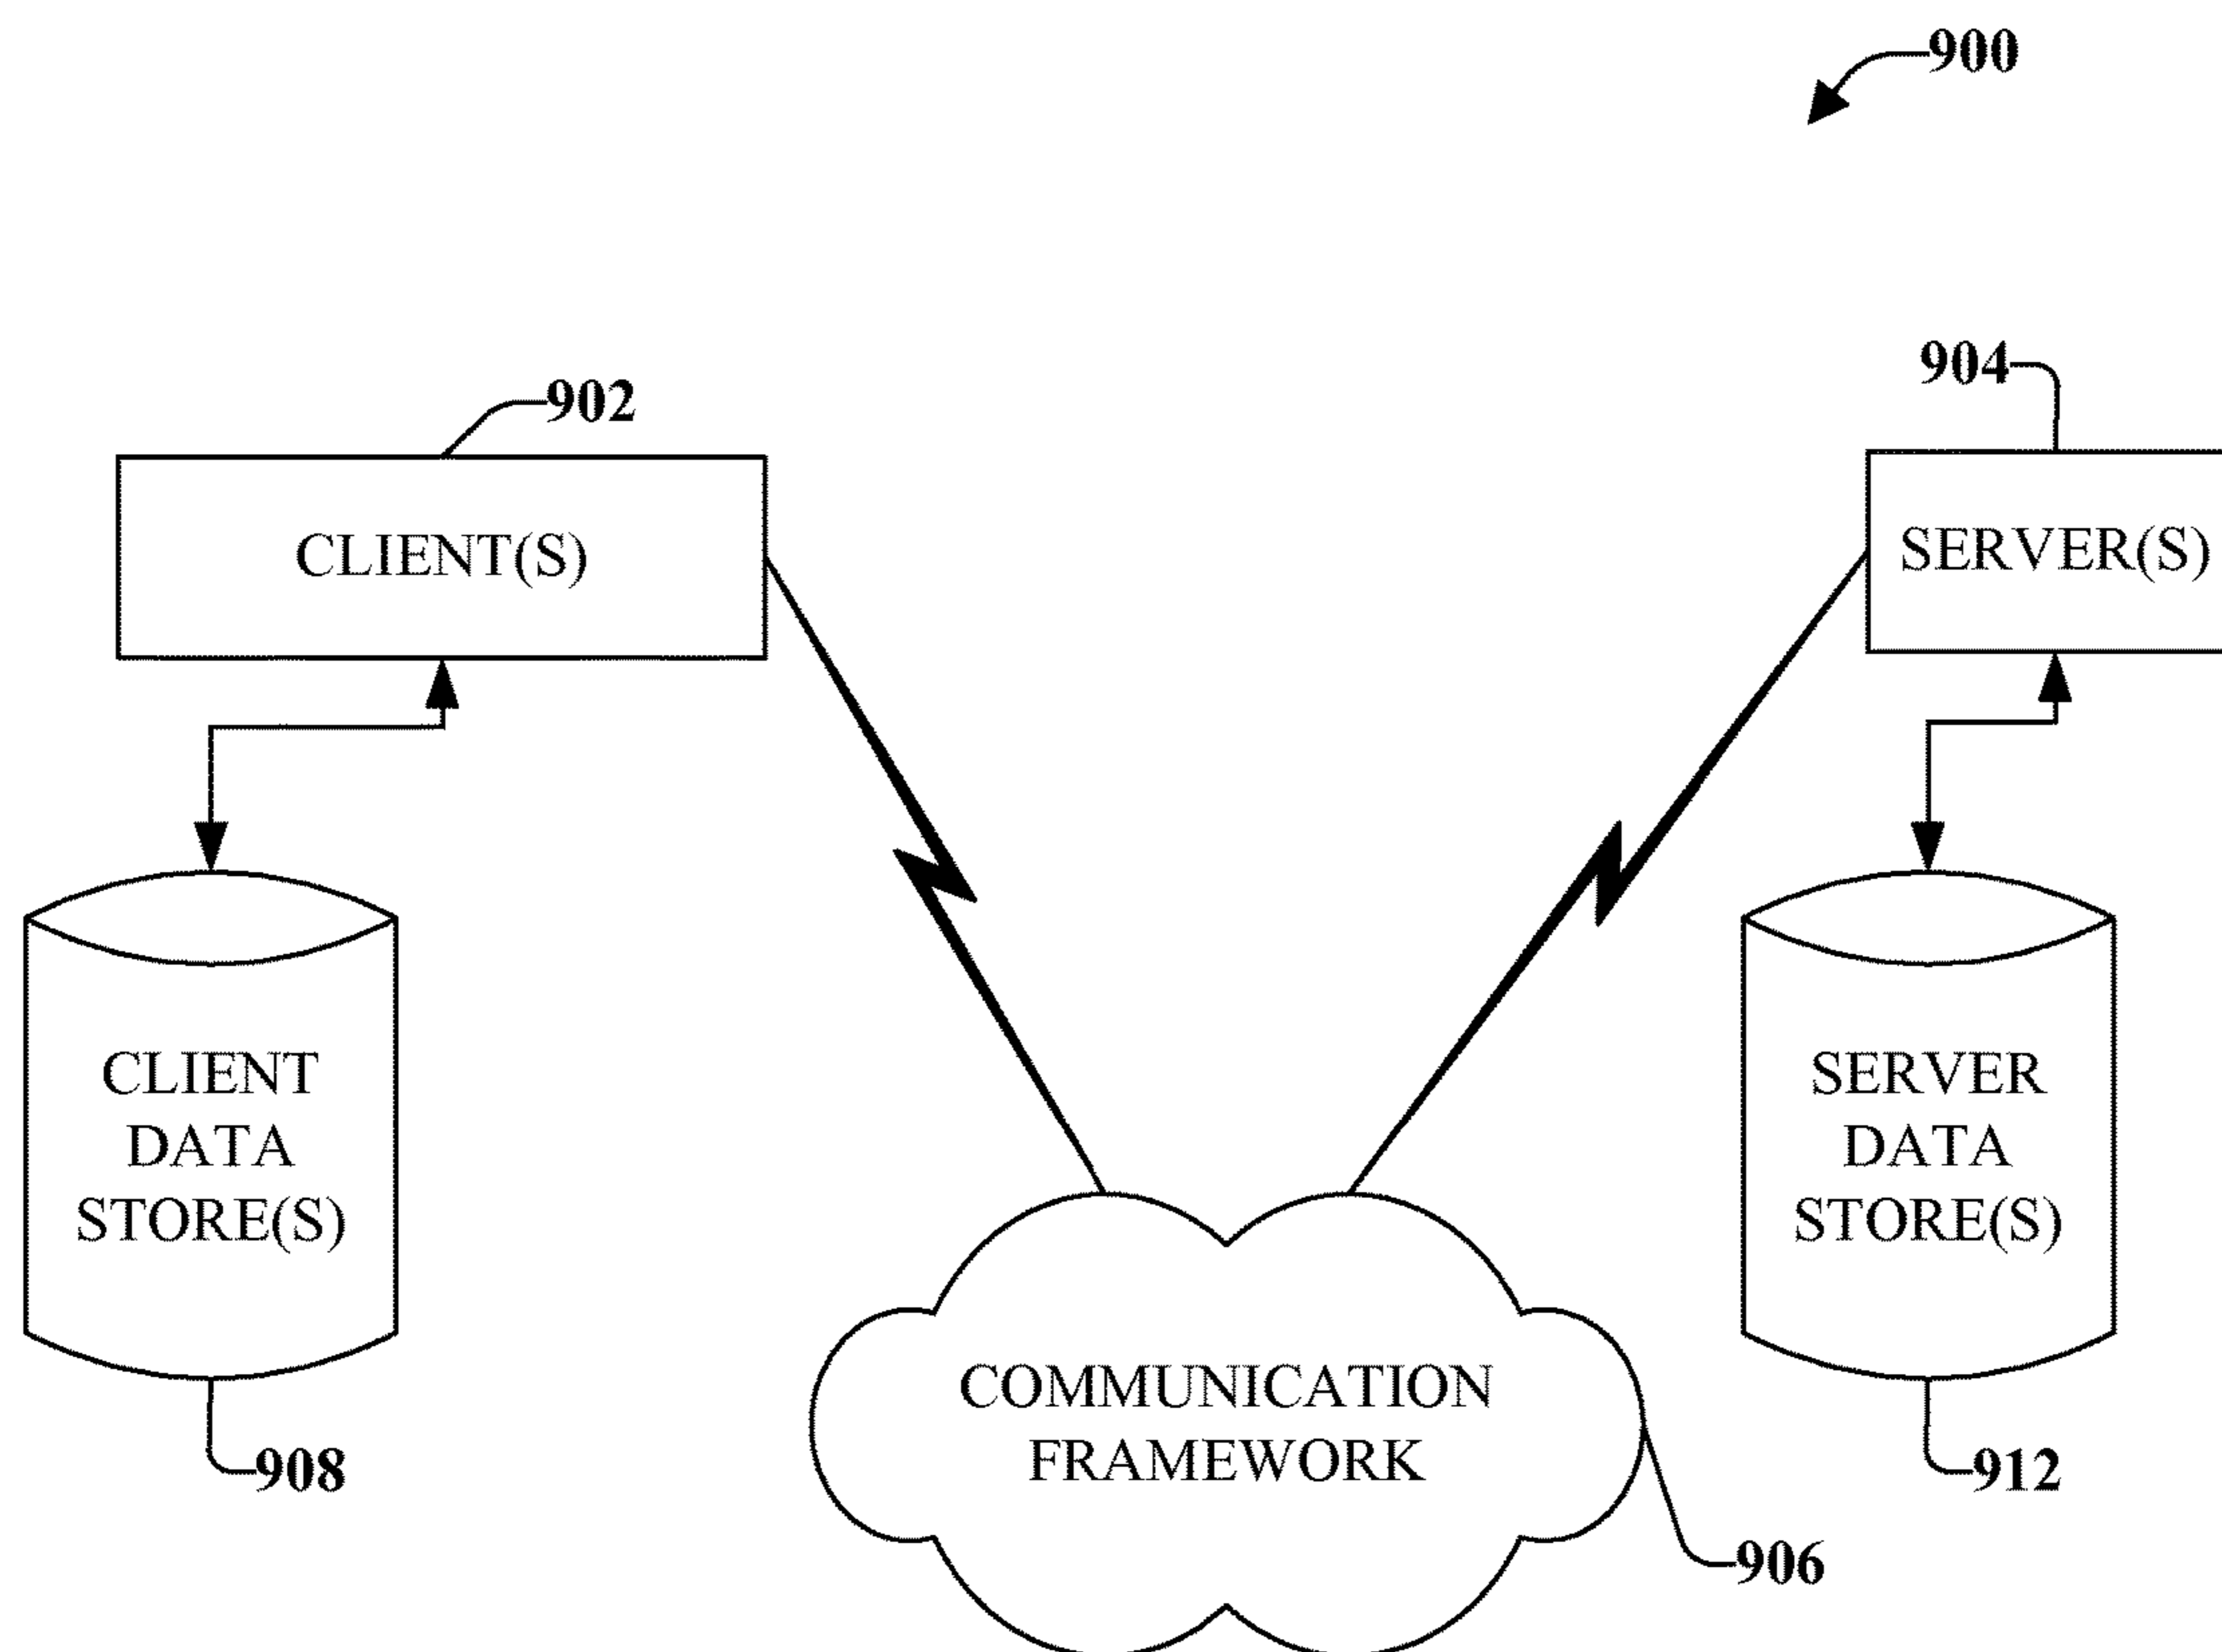 900
904
902
CLIENT(S)
SERVER(S)
CLIENT
DATA
STORE(S)
SERVER
DATA
STORE(S)
COMMUNICATION
FRAMEWORK
908
912
906